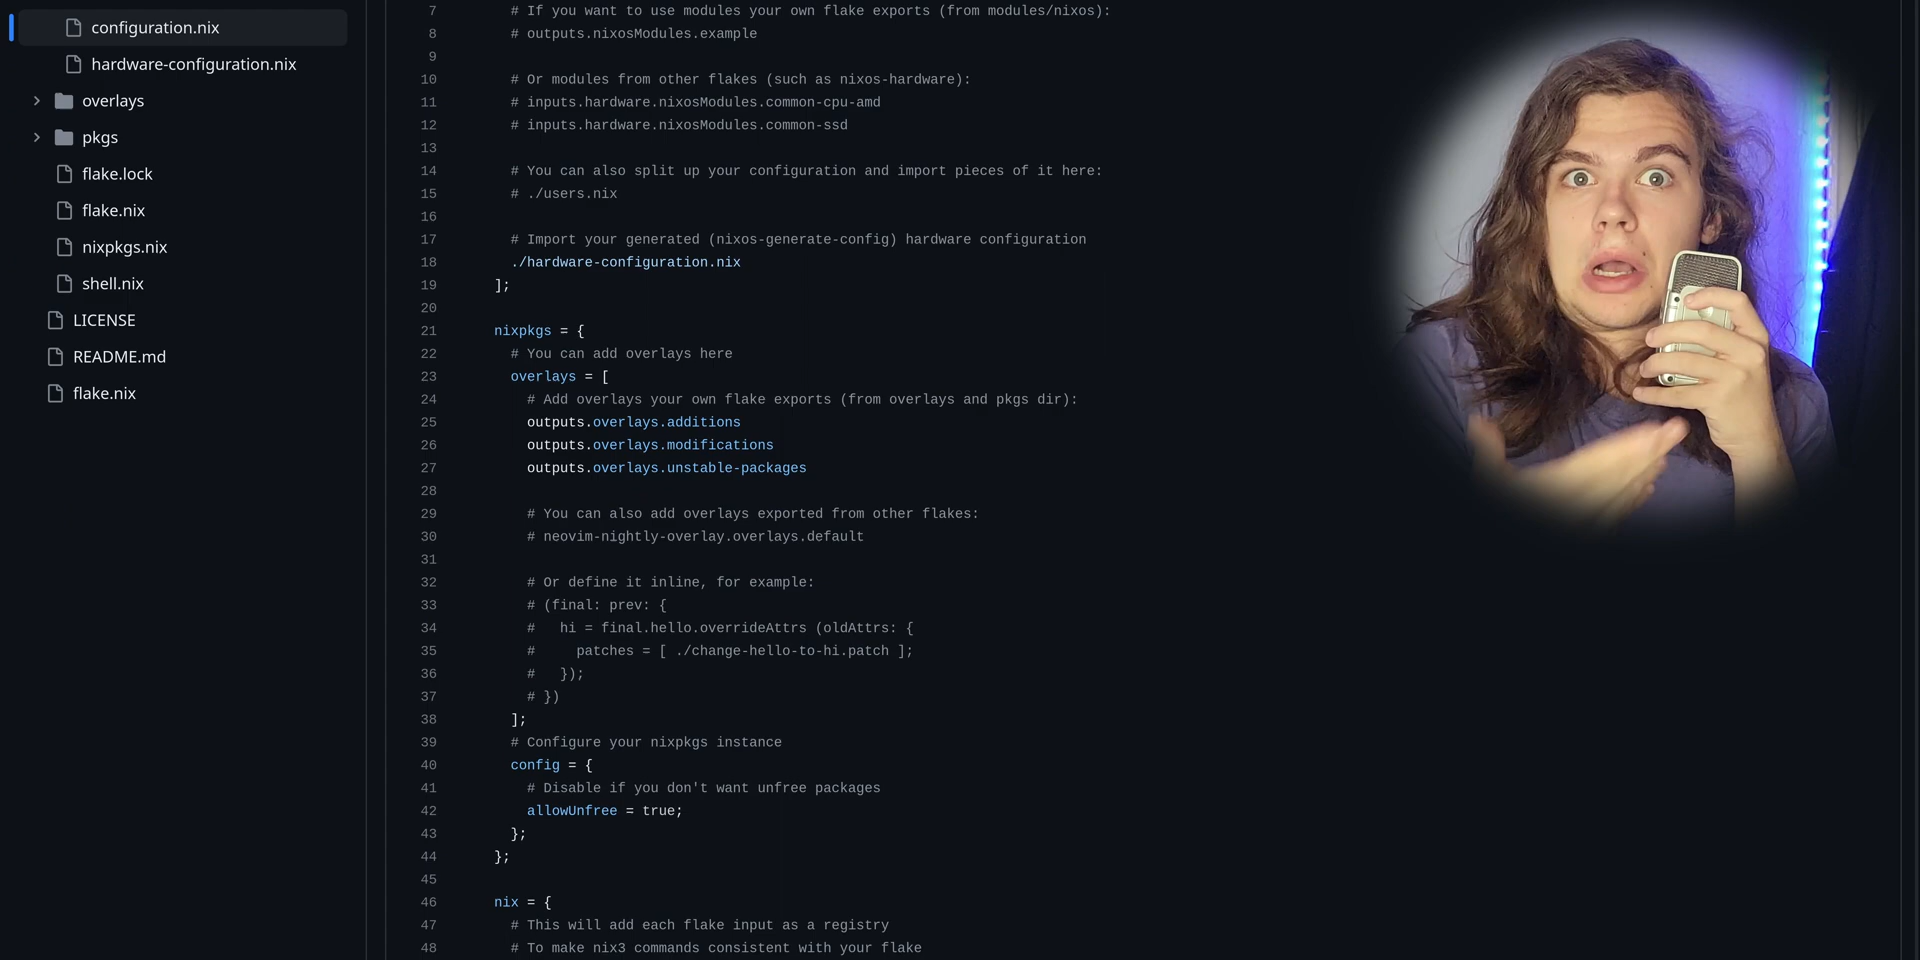 configuration.nix
hardware-configuration.nix
overlays
pkgs
flake.lock
flake.nix
nixpkgs.nix
shell.nix
LICENSE
README.md
flake.nix
7 # If you want to use modules your own flake exports (from modules/nixos):
8 # outputs.nixosModules.example
9
10 # Or modules from other flakes (such as nixos-hardware):
11 # inputs.hardware.nixosModules.common-cpu-amd
12 # inputs.hardware.nixosModules.common-ssd
13
14 # You can also split up your configuration and import pieces of it here:
15 # ./users.nix
16
17 # Import your generated (nixos-generate-config) hardware configuration
18 ./hardware-configuration.nix
19 ];
20
21 nixpkgs = {
22 # You can add overlays here
23 overlays = [
24 # Add overlays your own flake exports (from overlays and pkgs dir):
25 outputs.overlays.additions
26 outputs.overlays.modifications
27 outputs.overlays.unstable-packages
28
29 # You can also add overlays exported from other flakes:
30 # neovim-nightly-overlay.overlays.default
31
32 # Or define it inline, for example:
33 # (final: prev: {
34 # hi = final.hello.overrideAttrs (oldAttrs: {
35 # patches = [ ./change-hello-to-hi.patch ];
36 # });
37 # })
38 ];
39 # Configure your nixpkgs instance
40 config = {
41 # Disable if you don't want unfree packages
42 allowUnfree = true;
43 };
44 };
45
46 nix = {
47 # This will add each flake input as a registry
48 # To make nix3 commands consistent with your flake